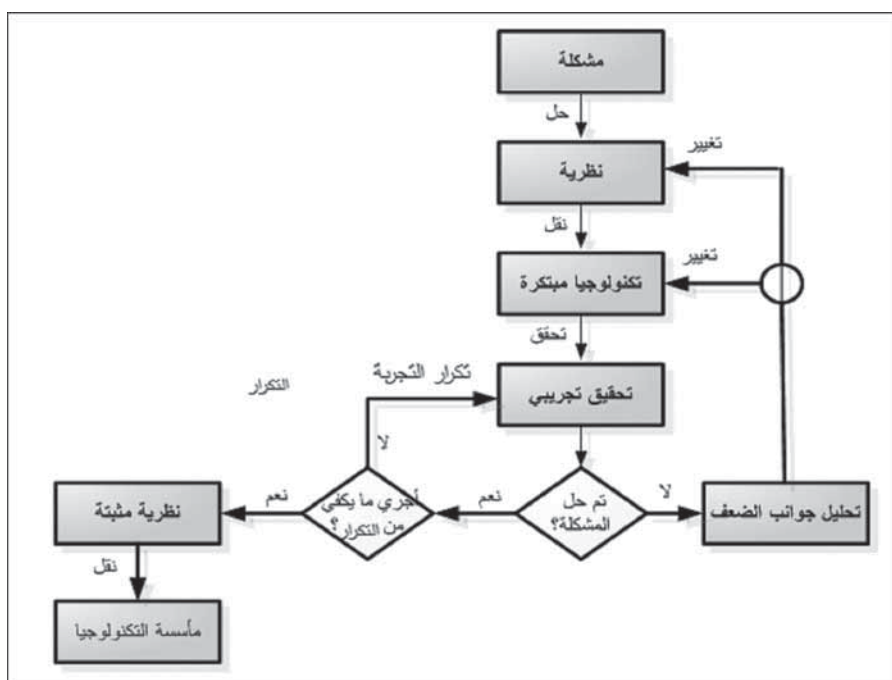 مشكلة
حل
تغيير
نظرية
نقل
تغيير
تكنولوجيا مبتكرة
تحقق
تكرار التجربة
التكرار
تحقيق تجريبي
لا
نعم
لا
نعم
تم حل
المشكلة؟
أجري ما يكفي
من التكرار؟
تحليل جوانب الضعف
نظرية مثبتة
نقل
مأسسة التكنولوجيا